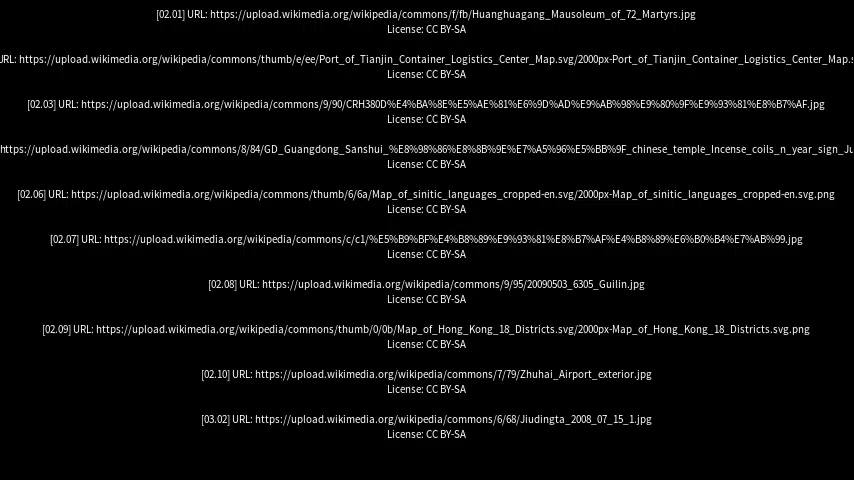 [02.01] URL: https://upload.wikimedia.org/wikipedia/commons/f/fb/Huanghuagang_Mausoleum_of_72_Martyrs.jpg
License: CC BY-SA
URL: https://upload.wikimedia.org/wikipedia/commons/thumb/e/ee/Port_of_Tianjin_Container_Logistics_Center_Map.svg/2000px-Port_of_Tianjin_Container_Logistics_Center_Map.s
License: CC BY-SA
[02.03] URL: https://upload.wikimedia.org/wikipedia/commons/9/90/CRH380D%E4%BA%8E%E5%AE%81%E6%9D%AD%E9%AB%98%E9%80%9F%E9%93%81%E8%B7%AF.jpg
License: CC BY-SA
https://upload.wikimedia.org/wikipedia/commons/8/84/GD_Guangdong_Sanshui_%E8%98%86%E8%8B%9E%E7%A5%96%E5%BB%9F_chinese_temple_Incense_coils_n_year_sign_Ju
License: CC BY-SA
[02.06] URL: https://upload.wikimedia.org/wikipedia/commons/thumb/6/6a/Map_of_sinitic_languages_cropped-en.svg/2000px-Map_of_sinitic_languages_cropped-en.svg.png
License: CC BY-SA
[02.07] URL: https://upload.wikimedia.org/wikipedia/commons/c/c1/%E5%B9%BF%E4%B8%89%E9%93%81%E8%B7%AF%E4%B8%89%E6%B0%B4%E7%AB%99.jpg
License: CC BY-SA
[02.08] URL: https://upload.wikimedia.org/wikipedia/commons/9/95/20090503_6305_Guilin.jpg
License: CC BY-SA
[02.09] URL: https://upload.wikimedia.org/wikipedia/commons/thumb/0/0b/Map_of_Hong_Kong_18_Districts.svg/2000px-Map_of_Hong_Kong_18_Districts.svg.png
License: CC BY-SA
[02.10] URL: https://upload.wikimedia.org/wikipedia/commons/7/79/Zhuhai_Airport_exterior.jpg
License: CC BY-SA
[03.02] URL: https://upload.wikimedia.org/wikipedia/commons/6/68/Jiudingta_2008_07_15_1.jpg
License: CC BY-SA